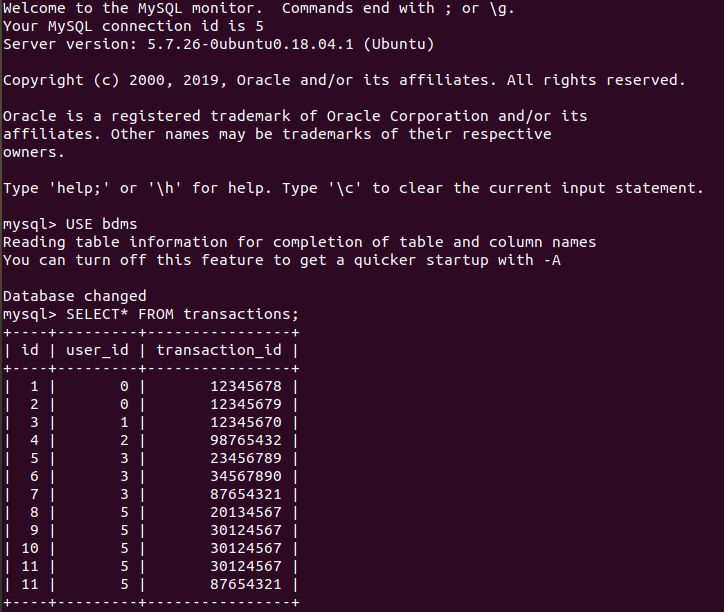 Welcome to the MySQL monitor.  Commands end with ; or \g.
Your MySQL connection id is 5
Server version: 5.7.26-0ubuntu0.18.04.1 (Ubuntu)

Copyright (c) 2000, 2019, Oracle and/or its affiliates. All rights reserved.

Oracle is a registered trademark of Oracle Corporation and/or its
affiliates. Other names may be trademarks of their respective
owners.

Type 'help;' or '\h' for help. Type '\c' to clear the current input statement.

mysql> USE bdms
Reading table information for completion of table and column names
You can turn off this feature to get a quicker startup with -A

Database changed
mysql> SELECT* FROM transactions;
+----+---------+----------------+
| id | user_id | transaction_id |
+----+---------+----------------+
|  1 |       0 |       12345678 |
|  2 |       0 |       12345679 |
|  3 |       1 |       12345670 |
|  4 |       2 |       98765432 |
|  5 |       3 |       23456789 |
|  6 |       3 |       34567890 |
|  7 |       3 |       87654321 |
|  8 |       5 |       20134567 |
|  9 |       5 |       30124567 |
| 10 |       5 |       30124567 |
| 11 |       5 |       30124567 |
| 11 |       5 |       87654321 |
+----+---------+----------------+